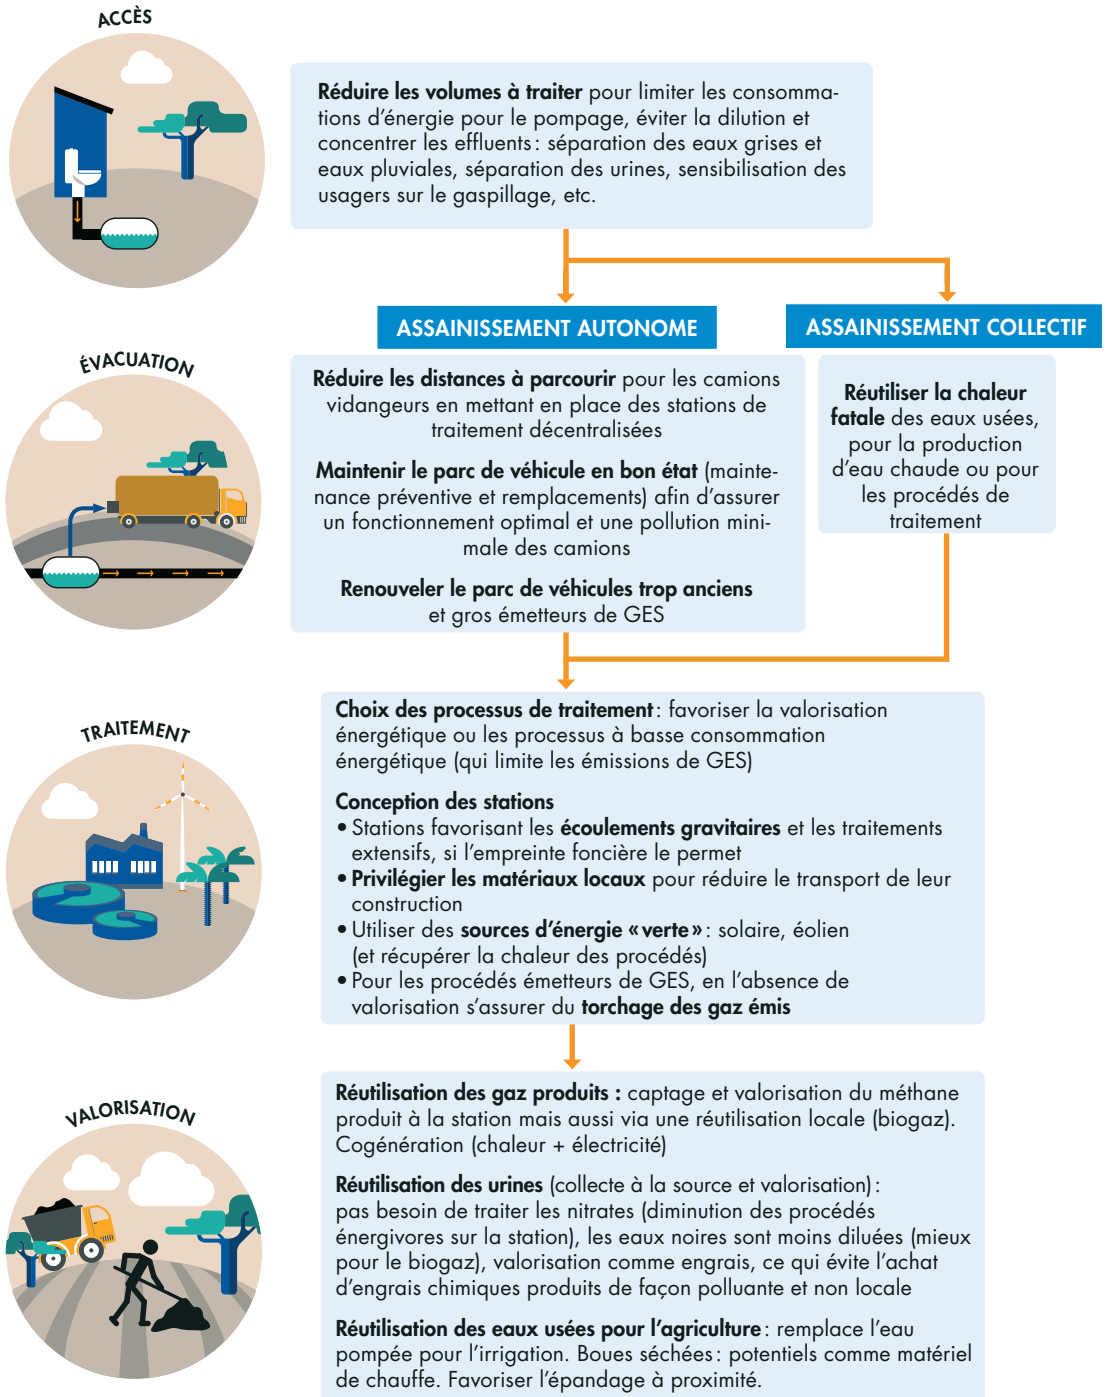 ACCÈS
Réduire les volumes à traiter pour limiter les consomma-
tions d’énergie pour le pompage, éviter la dilution et
concentrer les effluents : séparation des eaux grises et
eaux pluviales, séparation des urines, sensibilisation des
usagers sur le gaspillage, etc.
ASSAINISSEMENT AUTONOME
ASSAINISSEMENT COLLECTIF
ÉVACUATION
Réduire les distances à parcourir pour les camions
vidangeurs en mettant en place des stations de
traitement décentralisées
Maintenir le parc de véhicule en bon état (mainte-
nance préventive et remplacements) afin d’assurer
un fonctionnement optimal et une pollution mini-
male des camions
Renouveler le parc de véhicules trop anciens
et gros émetteurs de GES
Réutiliser la chaleur
fatale des eaux usées,
pour la production
d’eau chaude ou pour
les procédés de
traitement
TRAITEMENT
Choix des processus de traitement : favoriser la valorisation
énergétique ou les processus à basse consommation
énergétique (qui limite les émissions de GES)
Conception des stations
• Stations favorisant les écoulements gravitaires et les traitements
extensifs, si l’empreinte foncière le permet
• Privilégier les matériaux locaux pour réduire le transport de leur
construction
• Utiliser des sources d’énergie « verte » : solaire, éolien
(et récupérer la chaleur des procédés)
• Pour les procédés émetteurs de GES, en l’absence de
valorisation s’assurer du torchage des gaz émis
VALORISATION
Réutilisation des gaz produits : captage et valorisation du méthane
produit à la station mais aussi via une réutilisation locale (biogaz).
Cogénération (chaleur + électricité)
Réutilisation des urines (collecte à la source et valorisation) :
pas besoin de traiter les nitrates (diminution des procédés
énergivores sur la station), les eaux noires sont moins diluées (mieux
pour le biogaz), valorisation comme engrais, ce qui évite l’achat
d’engrais chimiques produits de façon polluante et non locale
Réutilisation des eaux usées pour l’agriculture : remplace l’eau
pompée pour l’irrigation. Boues séchées : potentiels comme matériel
de chauffe. Favoriser l’épandage à proximité.